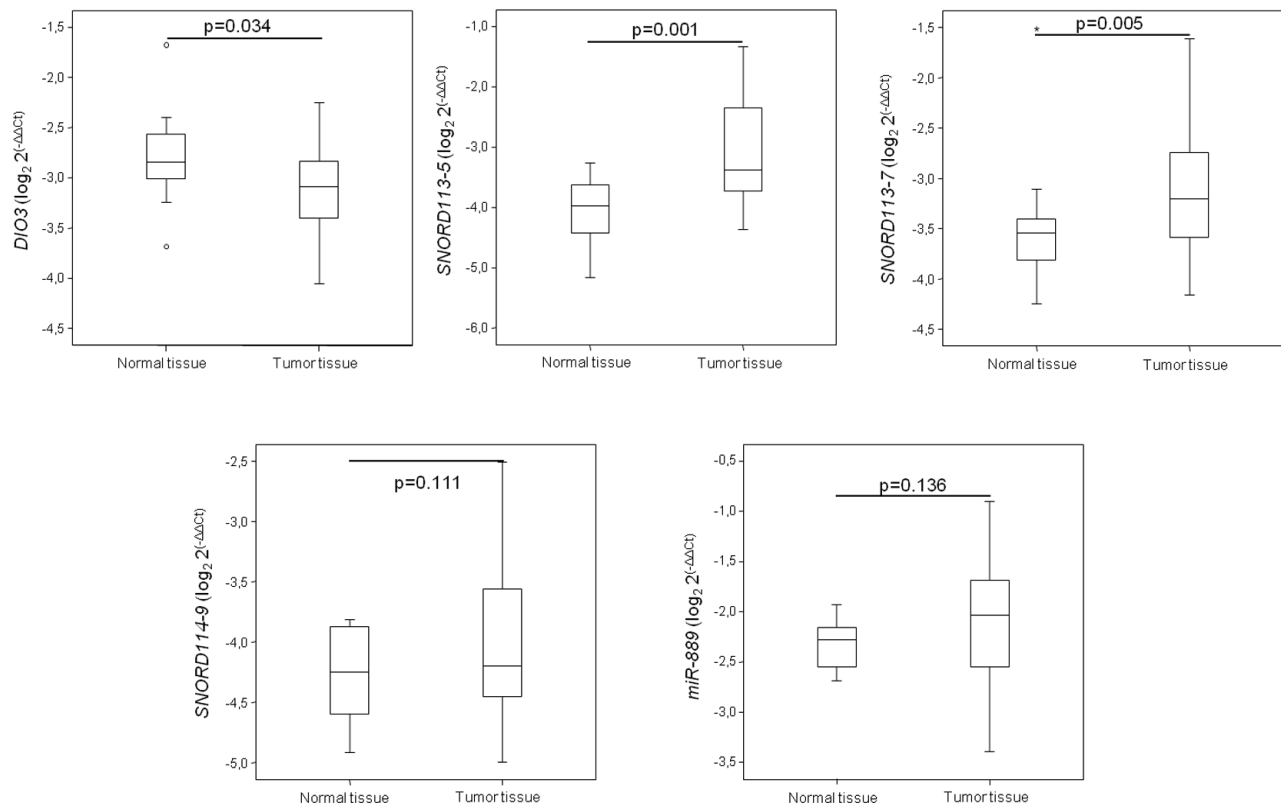 DIO3 (log₂ 2^(-ΔΔCt))
-1,5
-2,0
-2,5
-3,0
-3,5
-4,0
-4,5
p=0.034
Normal tissue
Tumor tissue
SNORD113-5 (log₂ 2^(-ΔΔCt))
-1,0
-2,0
-3,0
-4,0
-5,0
-6,0
p=0.001
Normal tissue
Tumor tissue
SNORD113-7 (log₂ 2^(-ΔΔCt))
-1,5
-2,0
-2,5
-3,0
-3,5
-4,0
-4,5
* p=0.005
Normal tissue
Tumor tissue
SNORD114-9 (log₂ 2^(-ΔΔCt))
-2,5
-3,0
-3,5
-4,0
-4,5
-5,0
p=0.111
Normal tissue
Tumor tissue
miR-889 (log₂ 2^(-ΔΔCt))
-0,5
-1,0
-1,5
-2,0
-2,5
-3,0
-3,5
p=0.136
Normal tissue
Tumor tissue